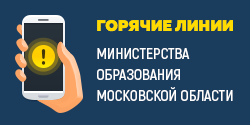 ГОРЯЧИЕ ЛИНИИ
МИНИСТЕРСТВА
ОБРАЗОВАНИЯ
МОСКОВСКОЙ ОБЛАСТИ